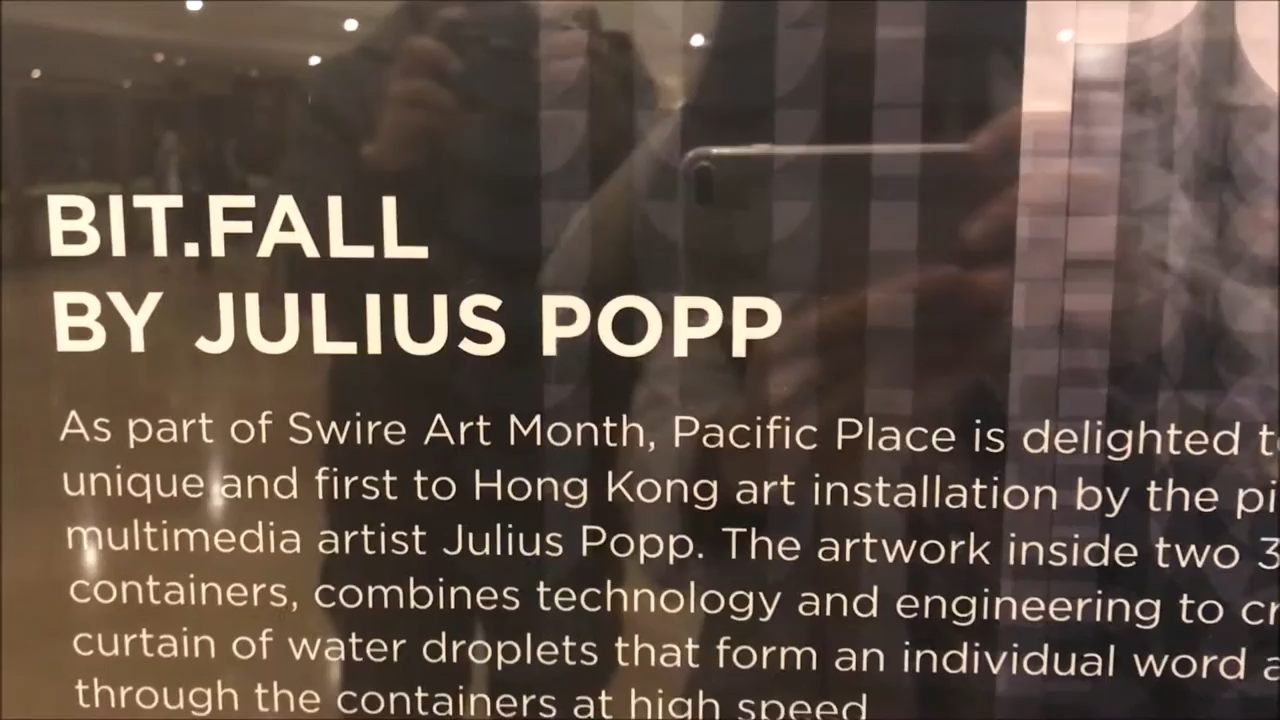 BIT.FALL
BY JULIUS POPP
As part of Swire Art Month, Pacific Place is delighted
unique and first to Hong Kong art installation by the
multimedia artist Julius Popp. The artwork inside two
containers, combines technology and engineering to
curtain of water droplets that form an individual word
through the containers at high speed